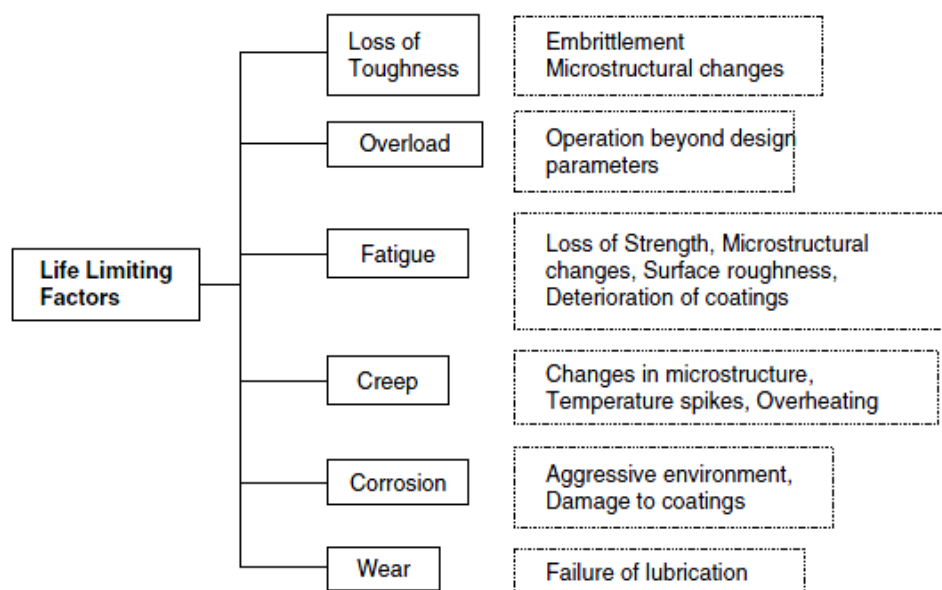 Life Limiting
Factors
Loss of
Toughness
Embrittlement
Microstructural changes
Overload
Operation beyond design
parameters
Fatigue
Loss of Strength, Microstructural
changes, Surface roughness,
Deterioration of coatings
Creep
Changes in microstructure,
Temperature spikes, Overheating
Corrosion
Aggressive environment,
Damage to coatings
Wear
Failure of lubrication